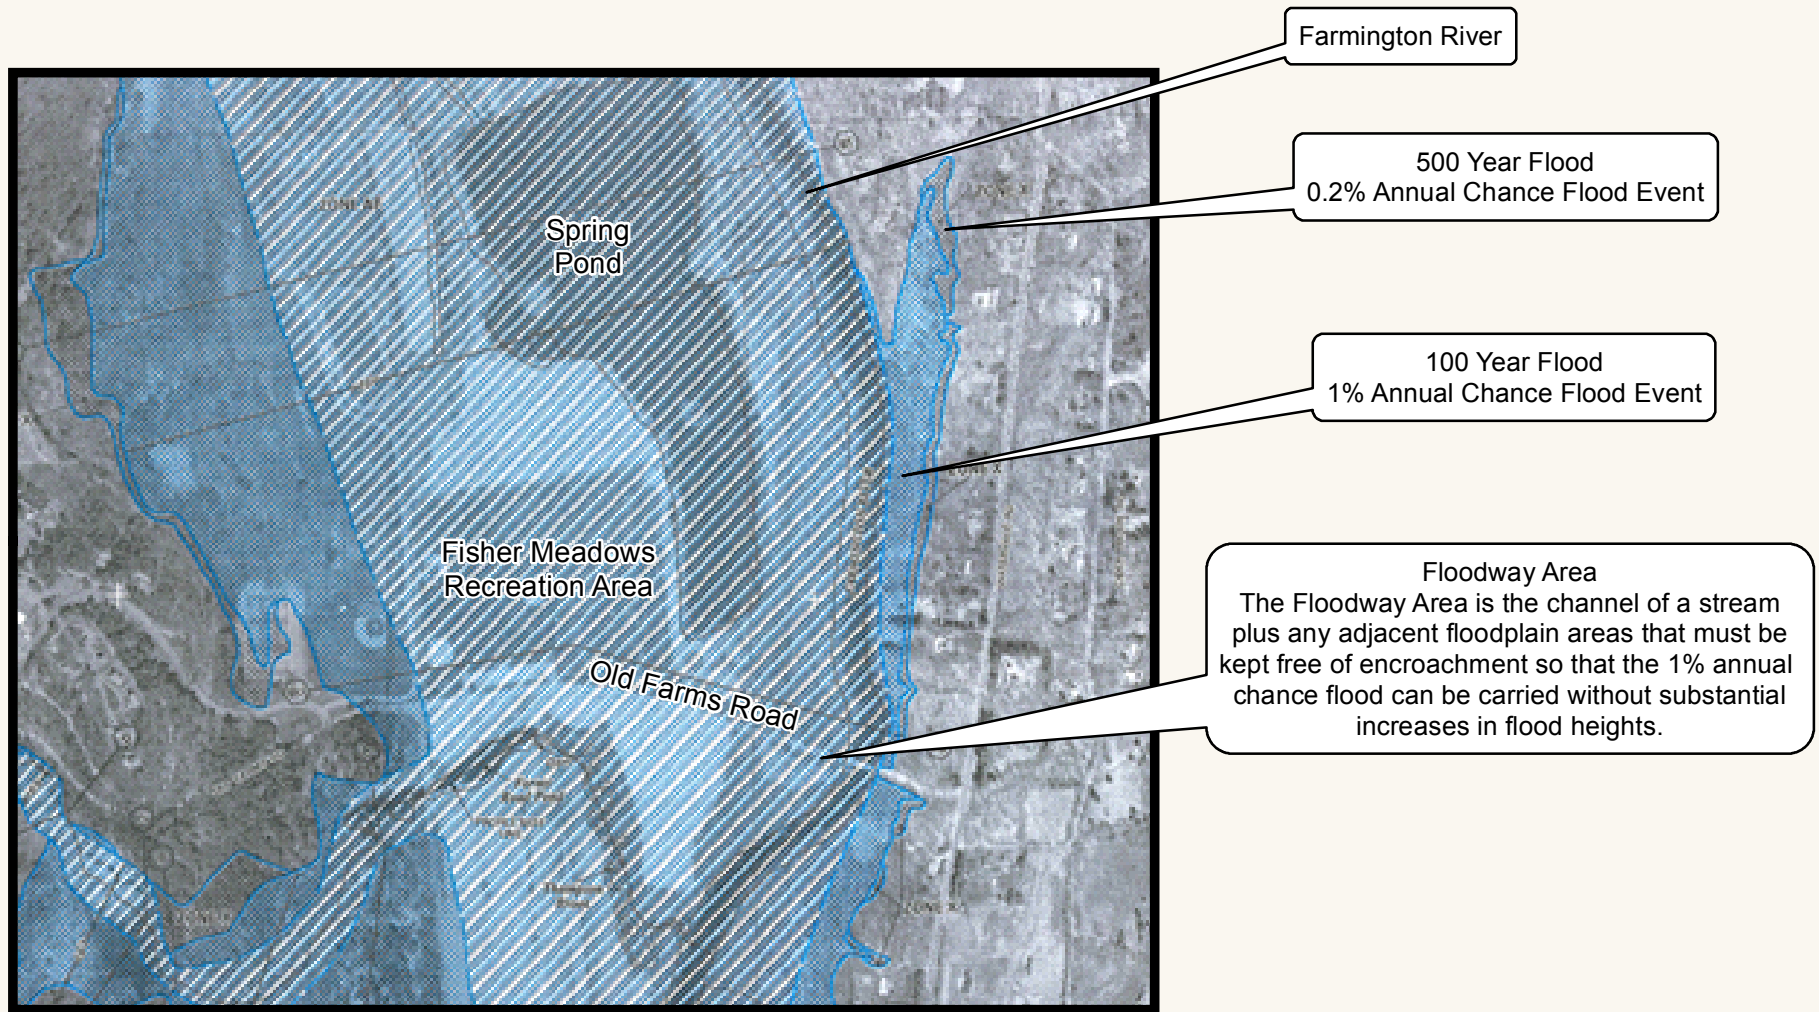 Farmington River
500 Year Flood
0.2% Annual Chance Flood Event
100 Year Flood
1% Annual Chance Flood Event
Floodway Area
The Floodway Area is the channel of a stream
plus any adjacent floodplain areas that must be
kept free of encroachment so that the 1% annual
chance flood can be carried without substantial
increases in flood heights.
ZONE AE
Spring
Pond
ZONE X
Fisher Meadows
Recreation Area
Old Farms Road